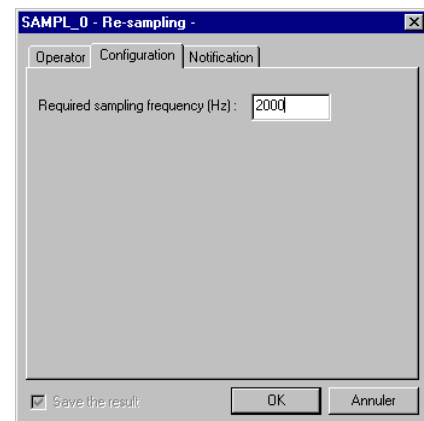 SAMPL_0 - Re-sampling -
Operator Configuration Notification
Required sampling frequency (Hz) : 2000
Save the result OK Annuler